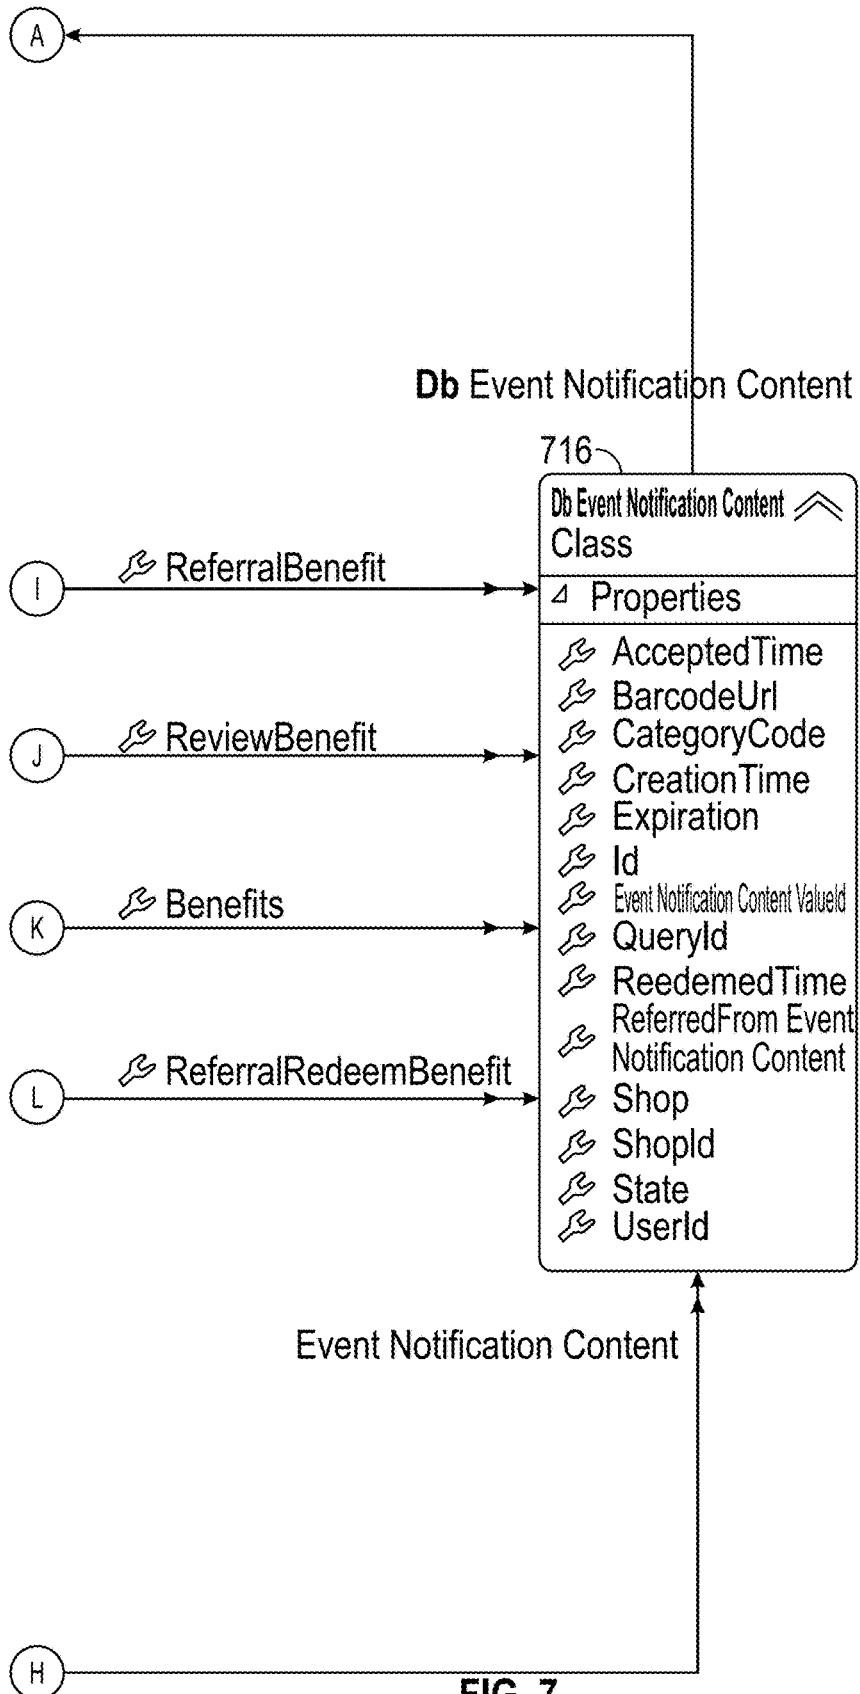 A
Db Event Notification Content
716
Db Event Notification Content
Class
I
ReferralBenefit
Properties
AcceptedTime
BarcodeUrl
J
ReviewBenefit
CategoryCode
CreationTime
Expiration
Id
K
Benefits
Event Notification Content ValueId
QueryId
ReedemedTime
ReferredFrom Event
Notification Content
L
ReferralRedeemBenefit
Shop
ShopId
State
UserId
Event Notification Content
H
FIG. 7